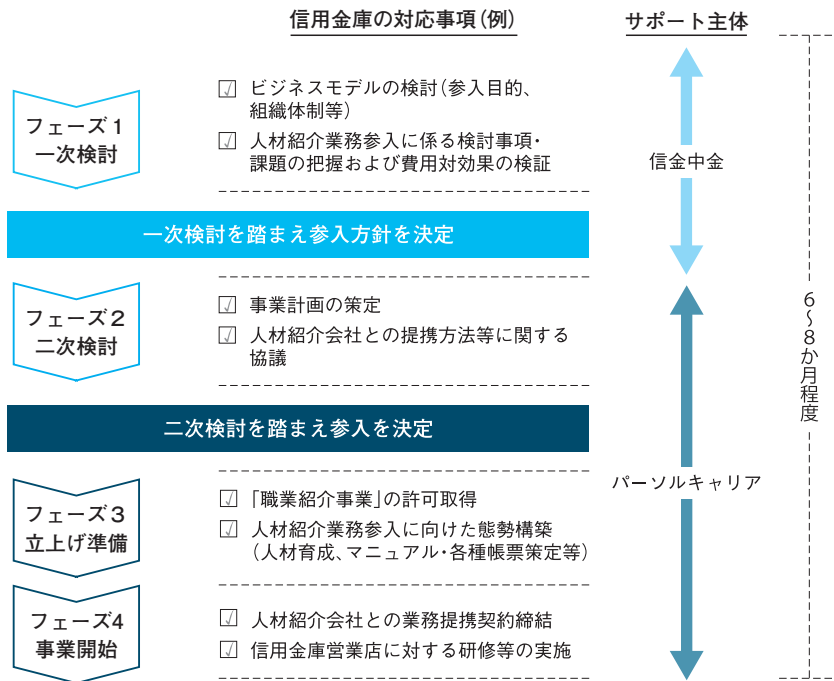 信用金庫の対応事項(例)
サポート主体
フェーズ1
一次検討
ビジネスモデルの検討(参入目的、
組織体制等)
人材紹介業務参入に係る検討事項・
課題の把握および費用対効果の検証
信金中金
一次検討を踏まえ参入方針を決定
フェーズ2
二次検討
事業計画の策定
人材紹介会社との提携方法等に関する
協議
6~8か月程度
二次検討を踏まえ参入を決定
パーソルキャリア
フェーズ3
立上げ準備
「職業紹介事業」の許可取得
人材紹介業務参入に向けた態勢構築
(人材育成、マニュアル・各種帳票策定等)
フェーズ4
事業開始
人材紹介会社との業務提携契約締結
信用金庫営業店に対する研修等の実施